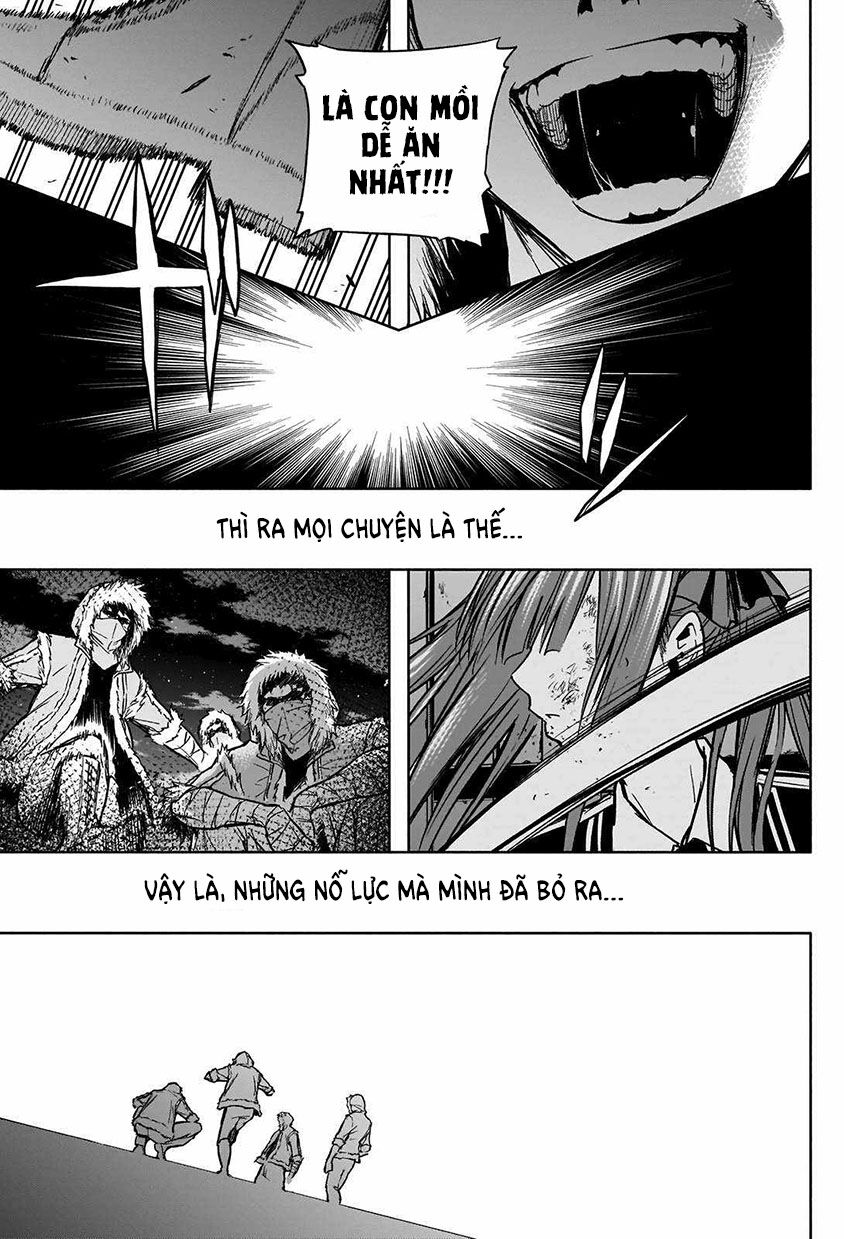 LÀ CON MỒI
DỄ ĂN
NHẤT!!!
THÌ RA MỌI CHUYỆN LÀ THẾ...
VẬY LÀ, NHỮNG NỖ LỰC MÀ MÌNH ĐÃ BỎ RA...